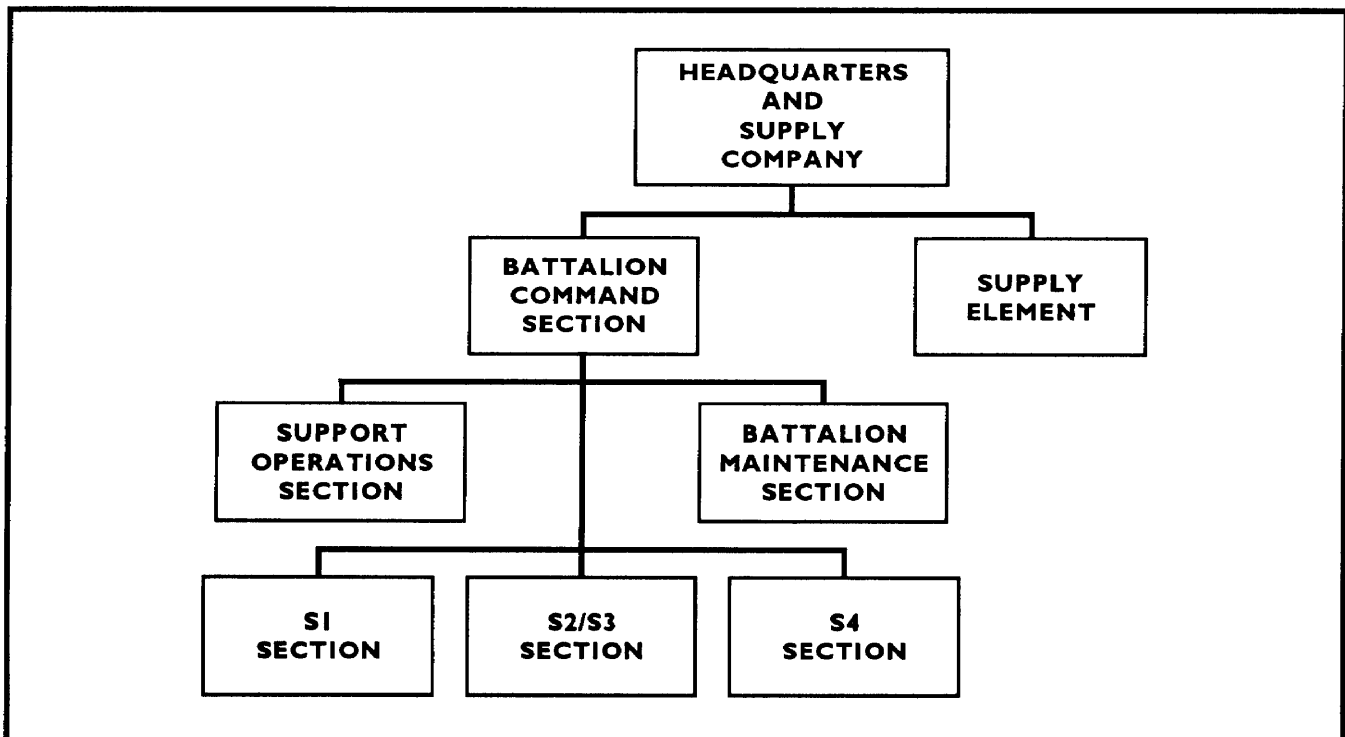 HEADQUARTERS
AND
SUPPLY
COMPANY
BATTALION
COMMAND
SECTION
SUPPLY
ELEMENT
SUPPORT
OPERATIONS
SECTION
BATTALION
MAINTENANCE
SECTION
S1
SECTION
S2/S3
SECTION
S4
SECTION